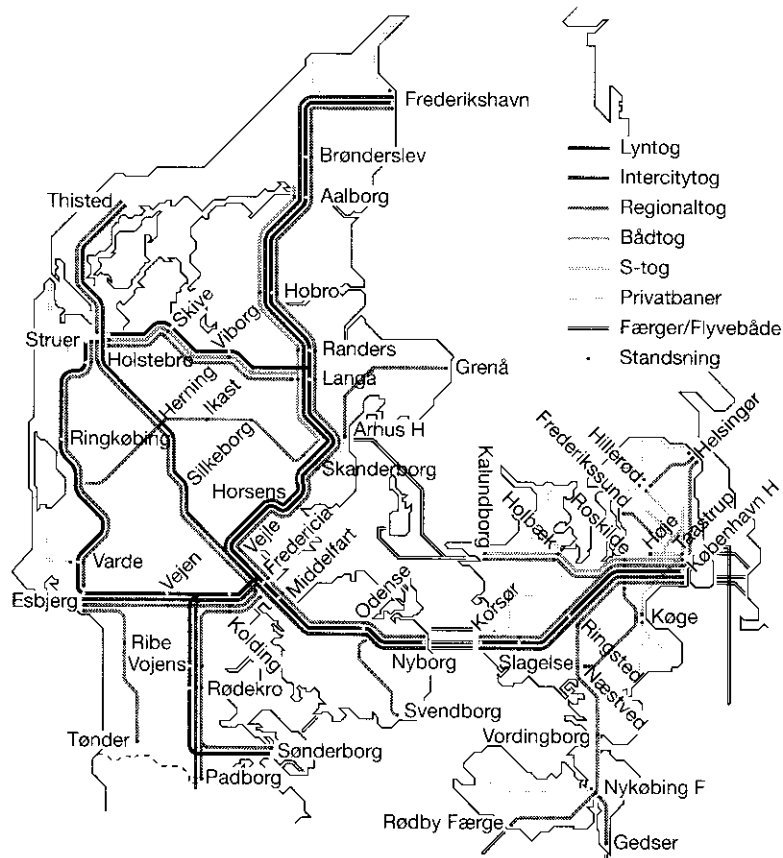 Frederikshavn
Brønderslev
Thisted
Aalborg
Hobro
Skive
Viborg
Struer
Holstebro
Randers
Langå
Grenå
Herning
Ikast
Ringkøbing
Silkeborg
Århus H
Skanderborg
Horsens
Vejle
Fredericia
Middelfart
Varde
Vejen
Esbjerg
Kolding
Ribe
Vojens
Rødekro
Tønder
Sønderborg
Padborg
Odense
Nyborg
Svendborg
Korsør
Slagelse
Kalundborg
Holbæk
Roskilde
Frederikssund
Hillerød
Helsingør
Høje
Taastrup
København H
Køge
Ringsted
Næstved
Vordingborg
Nykøbing F
Rødby Færge
Gedser
Lyntog
Intercitytog
Regionaltog
Bådtog
S-tog
Privatbaner
Færger/Flyvebåde
Standsning